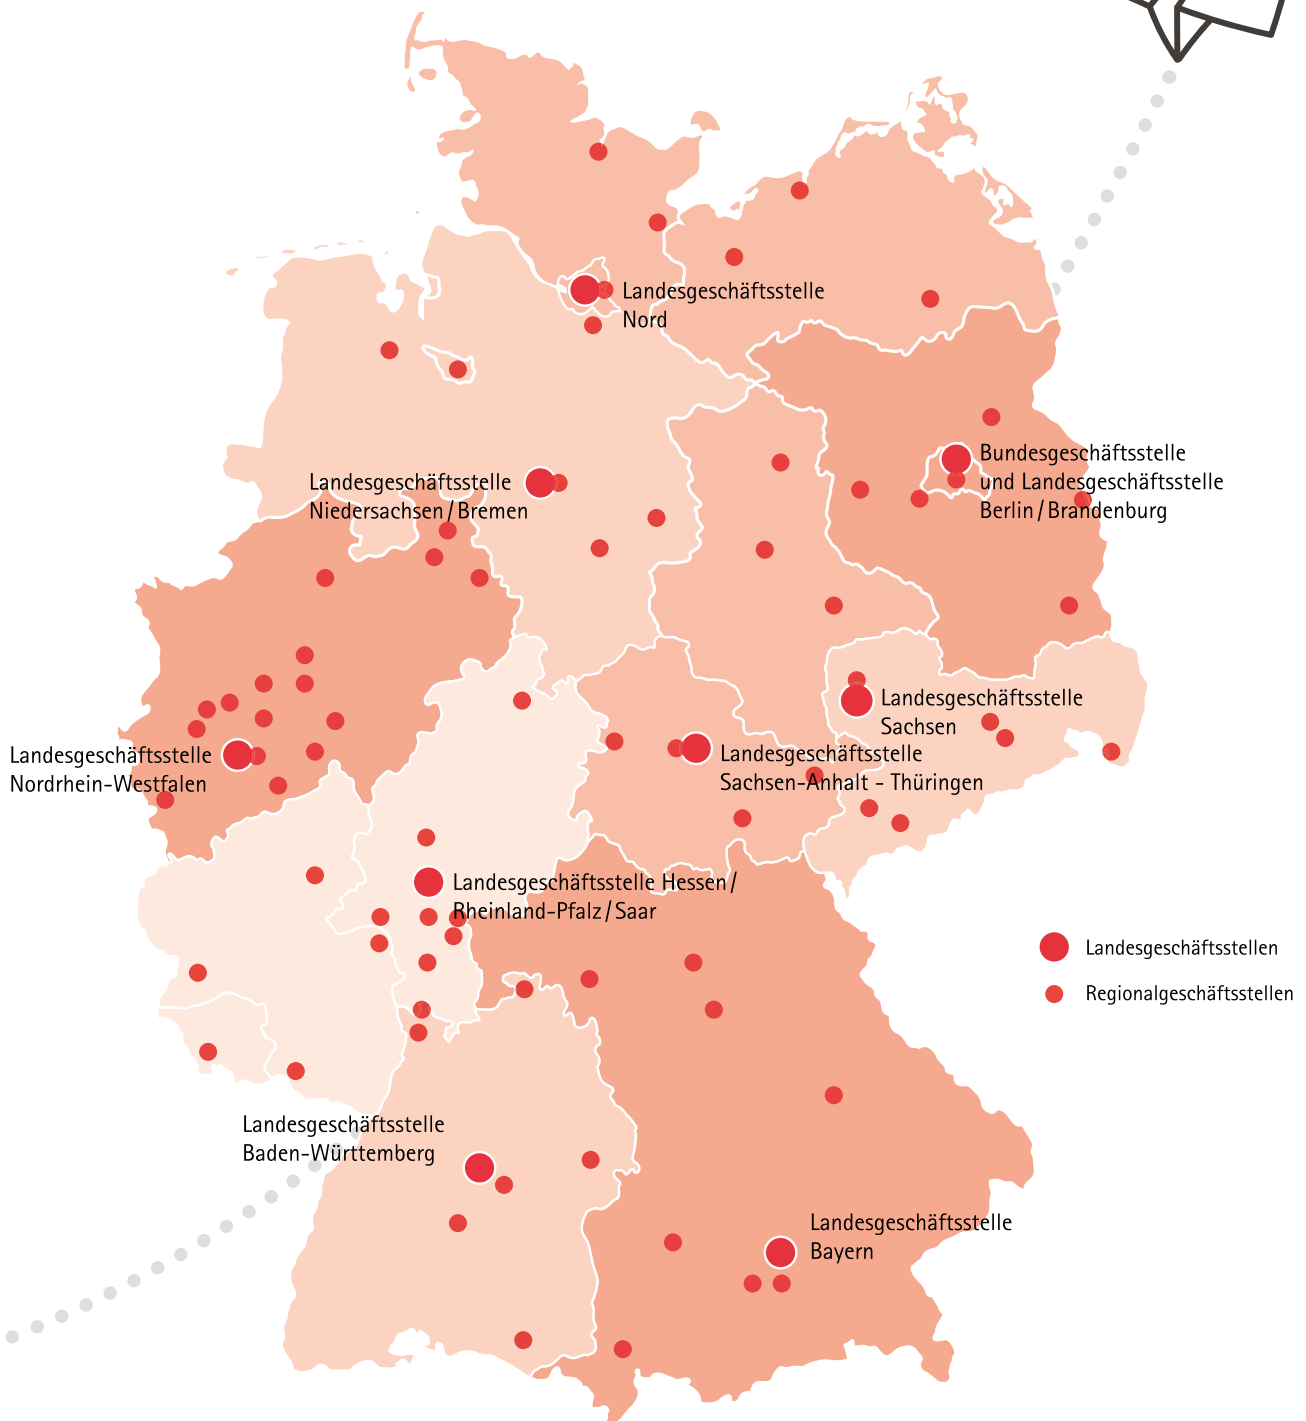 Landesgeschäftsstelle
Nord
Bundesgeschäftsstelle
und Landesgeschäftsstelle
Berlin/Brandenburg
Landesgeschäftsstelle
Niedersachsen/Bremen
Landesgeschäftsstelle
Sachsen
Landesgeschäftsstelle
Sachsen-Anhalt - Thüringen
Landesgeschäftsstelle
Nordrhein-Westfalen
Landesgeschäftsstelle Hessen/
Rheinland-Pfalz/Saar
Landesgeschäftsstellen
Regionalgeschäftsstellen
Landesgeschäftsstelle
Baden-Württemberg
Landesgeschäftsstelle
Bayern